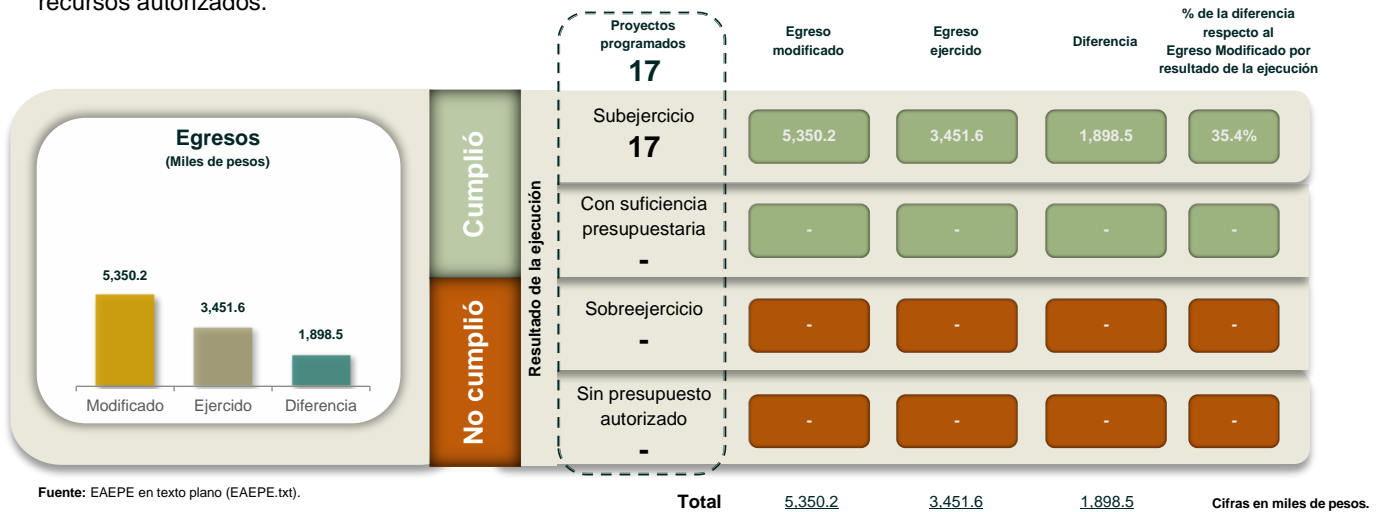 recursos autorizados.
Proyectos
programados
17
Egreso
modificado
Egreso
ejercido
Diferencia
% de la diferencia
respecto al
Egreso Modificado por
resultado de la ejecución
Egresos
(Miles de pesos)
5,350.2
3,451.6
1,898.5
Modificado
Ejercido
Diferencia
Cumplió
No cumplió
Resultado de la ejecución
Subejercicio
17
5,350.2
3,451.6
1,898.5
35.4%
Con suficiencia
presupuestaria
-
-
-
-
-
Sobreejercicio
-
-
-
-
-
Sin presupuesto
autorizado
-
-
-
-
-
Fuente: EAEPE en texto plano (EAEPE.txt).
Total
5,350.2
3,451.6
1,898.5
Cifras en miles de pesos.